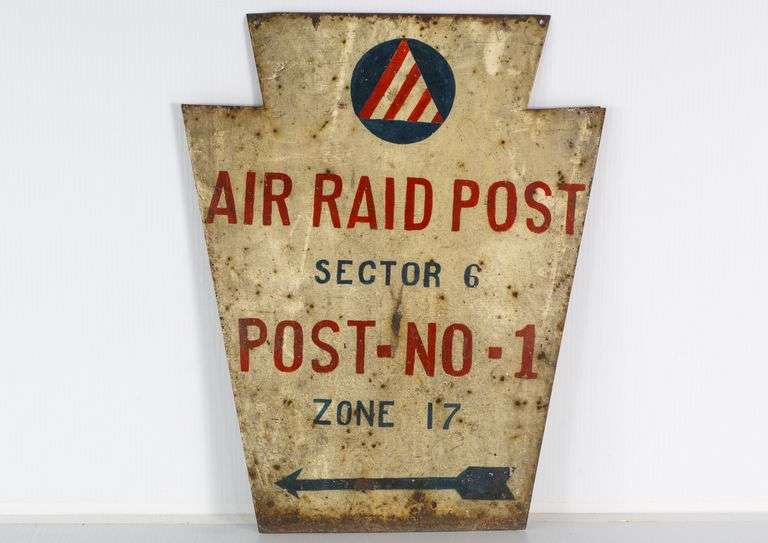 AIR RAID POST
SECTOR 6
POST-NO-1
ZONE 17